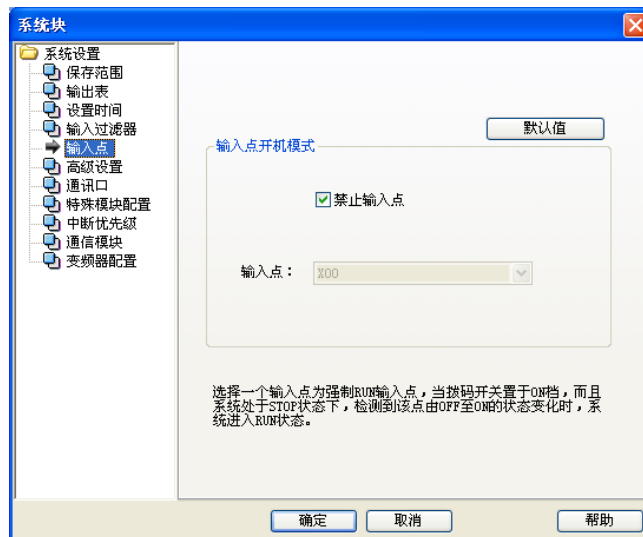 系统块
系统设置
保存范围
输出表
设置时间
输入过滤器
输入点
高级设置
通讯口
特殊模块配置
中断优先级
通信模块
变频器配置
默认值
输入点开机模式
禁止输入点
输入点：
X00
选择一个输入点为强制RUN输入点，当拨码开关置于ON档，而且
系统处于STOP状态下，检测到该点由OFF至ON的状态变化时，系
统进入RUN状态。
确定
取消
帮助